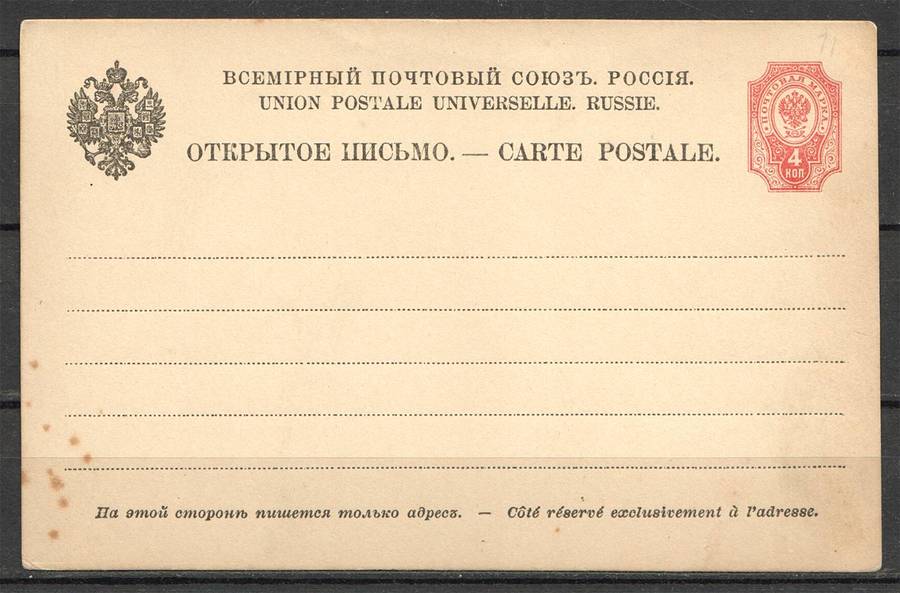 ВСЕМІРНЫЙ ПОЧТОВЫЙ СОЮЗЪ. РОССІЯ.
UNION POSTALE UNIVERSELLE. RUSSIE.
ОТКРЫТОЕ ПИСЬМО. — CARTE POSTALE.
ПОЧТОВАЯ МАРКА
4
КОП
На этой сторонѣ пишется только адресъ. — Côté réservé exclusivement à l'adresse.